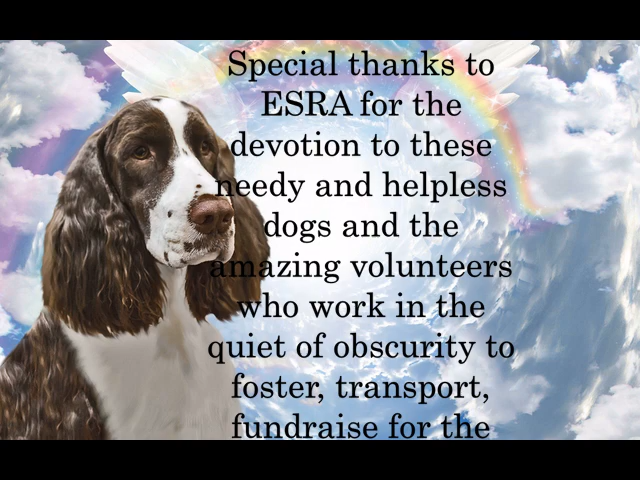 Special thanks to
ESRA for the
devotion to these
needy and helpless
dogs and the
amazing volunteers
who work in the
quiet of obscurity to
foster, transport,
fundraise for the